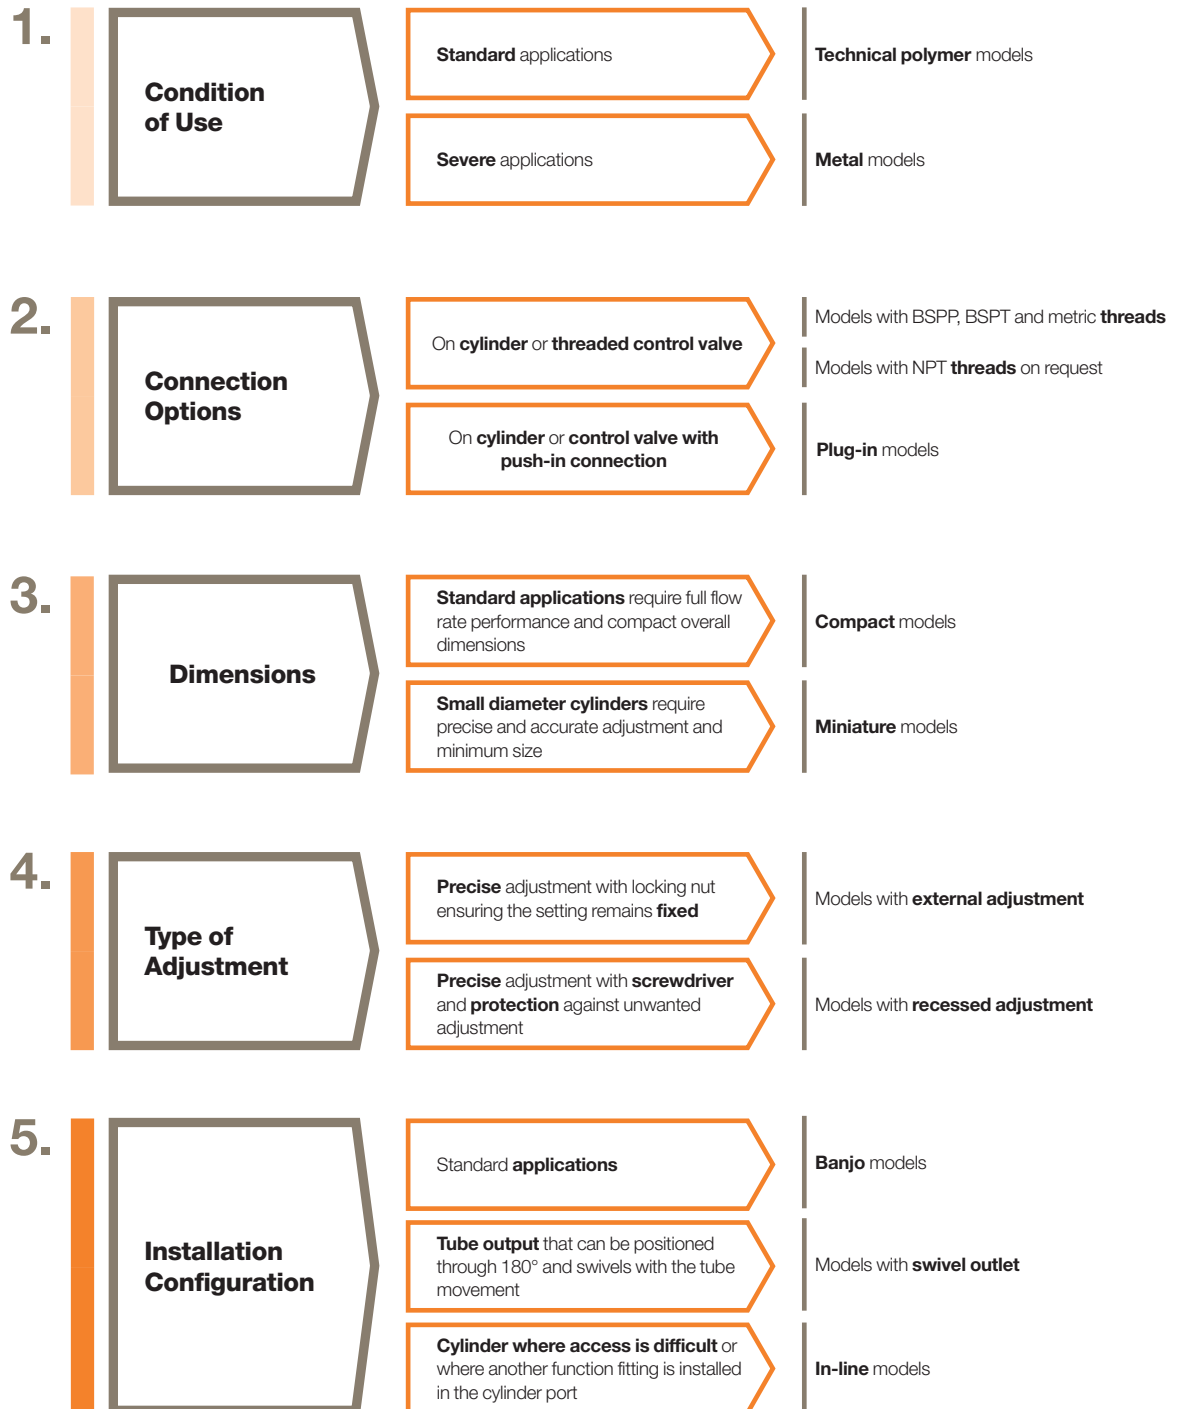 1.
Condition
of Use
Standard applications
Technical polymer models
Severe applications
Metal models
2.
Connection
Options
On cylinder or threaded control valve
Models with BSPP, BSPT and metric threads
Models with NPT threads on request
On cylinder or control valve with
push-in connection
Plug-in models
3.
Dimensions
Standard applications require full flow
rate performance and compact overall
dimensions
Compact models
Small diameter cylinders require
precise and accurate adjustment and
minimum size
Miniature models
4.
Type of
Adjustment
Precise adjustment with locking nut
ensuring the setting remains fixed
Models with external adjustment
Precise adjustment with screwdriver
and protection against unwanted
adjustment
Models with recessed adjustment
5.
Installation
Configuration
Standard applications
Banjo models
Tube output that can be positioned
through 180° and swivels with the tube
movement
Models with swivel outlet
Cylinder where access is difficult or
where another function fitting is installed
in the cylinder port
In-line models